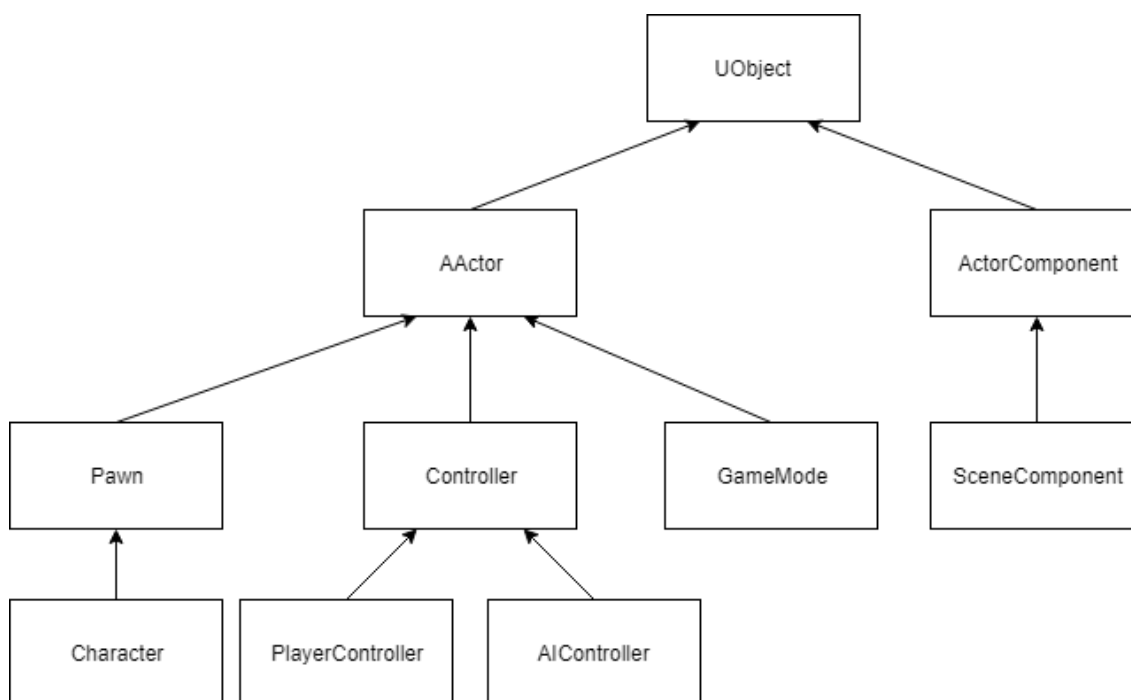 UObject
AActor
ActorComponent
Pawn
Controller
GameMode
SceneComponent
Character
PlayerController
AIController